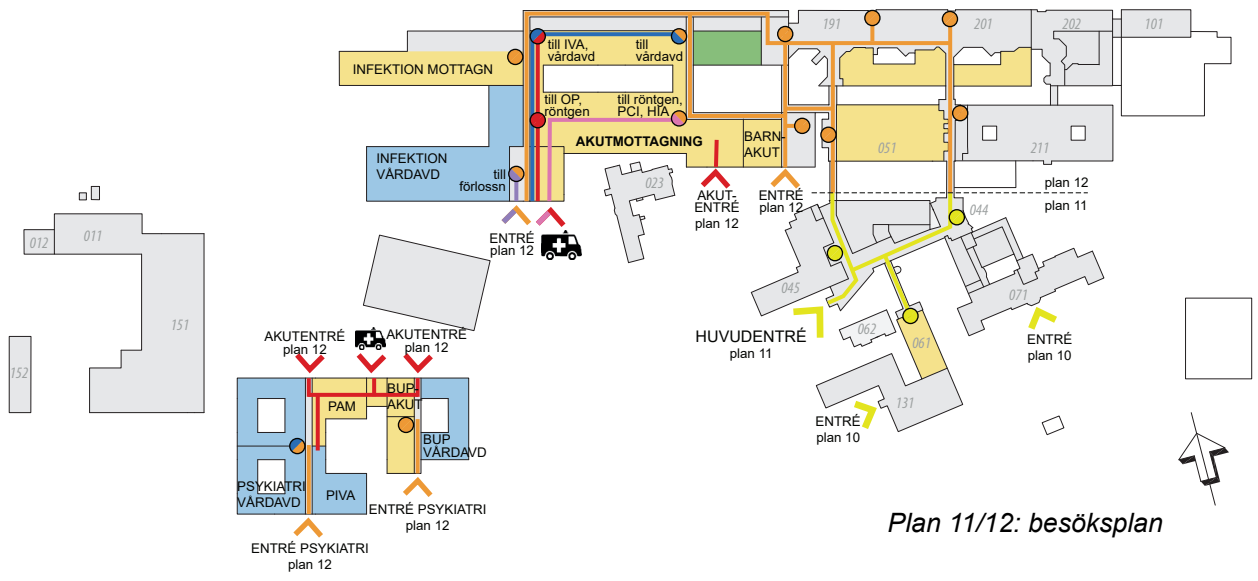 191
201
202
101
till IVA,
vårdavd
till
vårdavd
INFEKTION MOTTAGN
till OP,
röntgen
till röntgen,
PCI, HIA
AKUTMOTTAGNING
BARN-
AKUT
051
211
INFEKTION
VÅRDAVD
till
förlossn
023
plan 12
plan 11
AKUT-
ENTRÉ
plan 12
ENTRÉ
plan 12
044
ENTRÉ
plan 12
012
011
045
071
HUVUDENTRÉ
plan 11
062
061
ENTRÉ
plan 10
151
152
AKUTENTRÉ
plan 12
AKUTENTRÉ
plan 12
131
ENTRÉ
plan 10
PAM
BUP-
AKUT
BUP
VÅRDAVD
PSYKIATRI
VÅRDAVD
PIVA
ENTRÉ PSYKIATRI
plan 12
ENTRÉ PSYKIATRI
plan 12
Plan 11/12: besöksplan